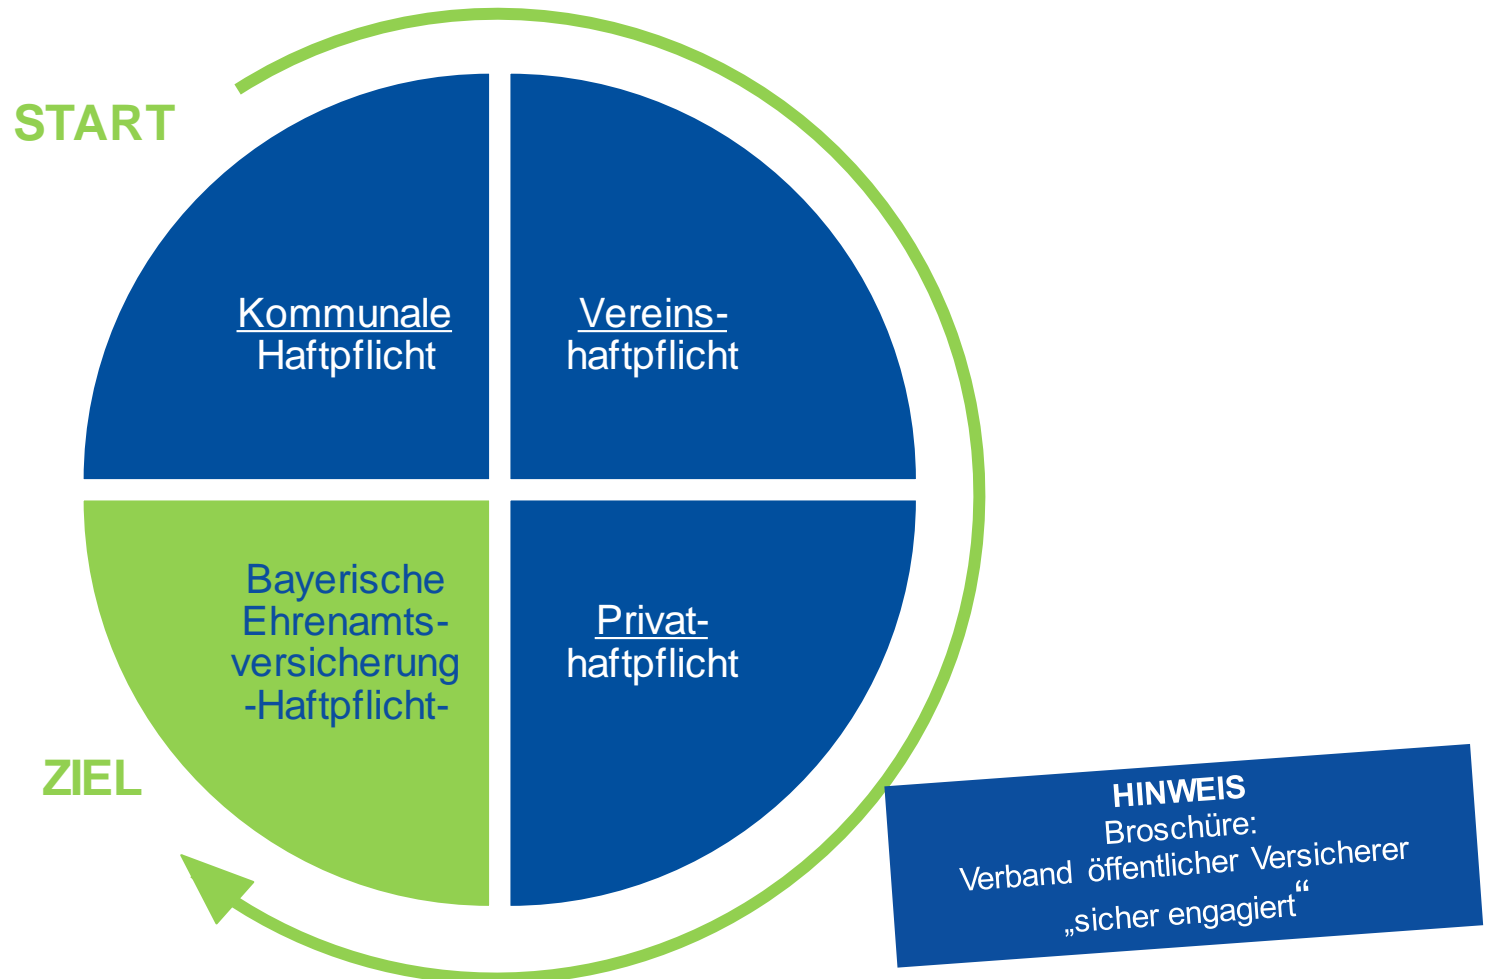 START
Kommunale
Haftpflicht
Vereins-
haftpflicht
Bayerische
Ehrenamts-
versicherung
-Haftpflicht-
Privat-
haftpflicht
ZIEL
HINWEIS
Broschüre:
Verband öffentlicher Versicherer
„sicher engagiert“